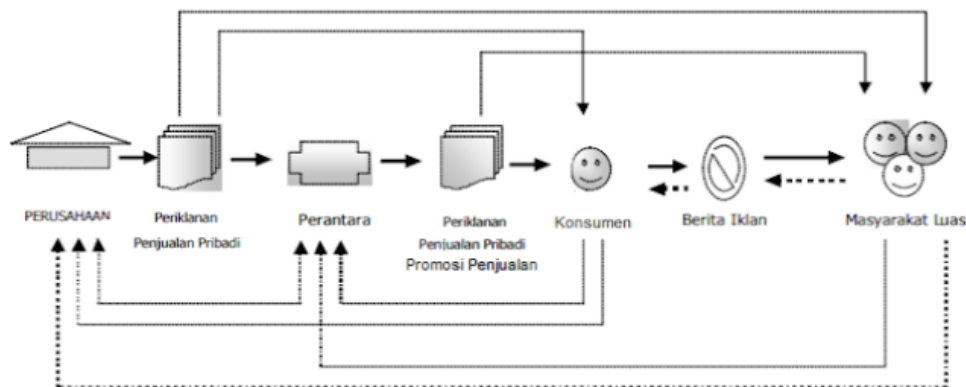 PERUSAHAAN
Periklanan
Penjualan Pribadi
Perantara
Periklanan
Penjualan Pribadi
Promosi Penjualan
Konsumen
Berita Iklan
Masyarakat Luas